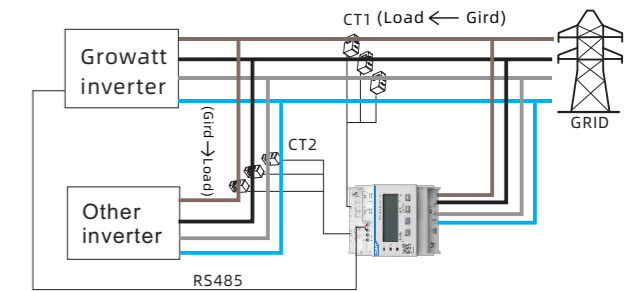 CT1 (Load ← Gird)
Growatt
inverter
GRID
(Gird → Load)
CT2
Other
inverter
RS485